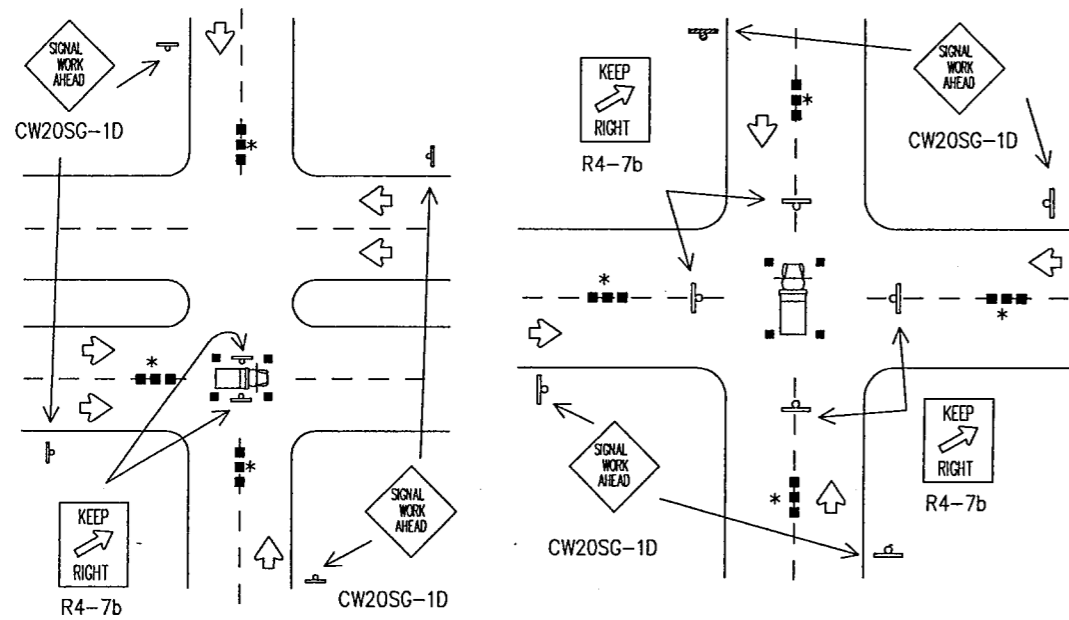 SIGNAL
WORK
AHEAD
CW20SG-1D
*
*
*
KEEP
RIGHT
R4-7b
SIGNAL
WORK
AHEAD
CW20SG-1D
KEEP
RIGHT
R4-7b
SIGNAL
WORK
AHEAD
CW20SG-1D
*
*
*
*
SIGNAL
WORK
AHEAD
CW20SG-1D
KEEP
RIGHT
R4-7b